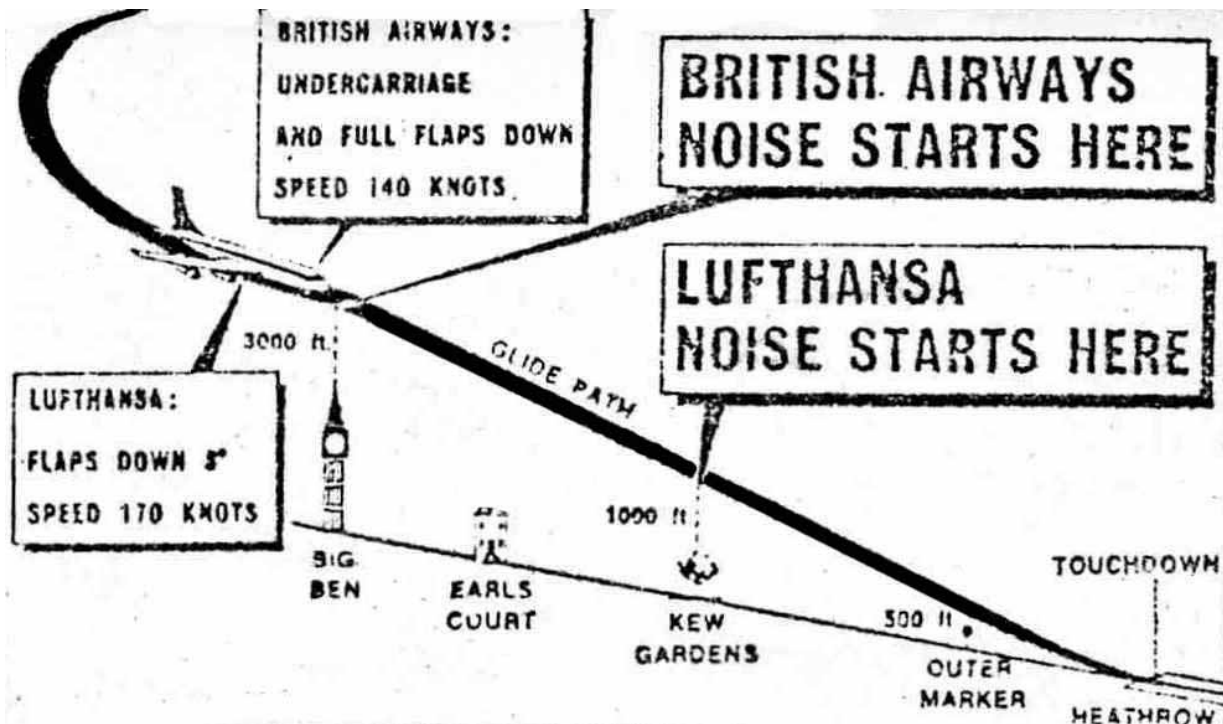 BRITISH AIRWAYS:
UNDERCARRIAGE
AND FULL FLAPS DOWN
SPEED 140 KNOTS
BRITISH AIRWAYS
NOISE STARTS HERE
LUFTHANSA
NOISE STARTS HERE
3000 ft.
GLIDE PATH
LUFTHANSA:
FLAPS DOWN 5°
SPEED 170 KNOTS
1000 ft
BIG
BEN
EARLS
COURT
KEW
GARDENS
500 ft
OUTER
MARKER
TOUCHDOWN
HEATHROW